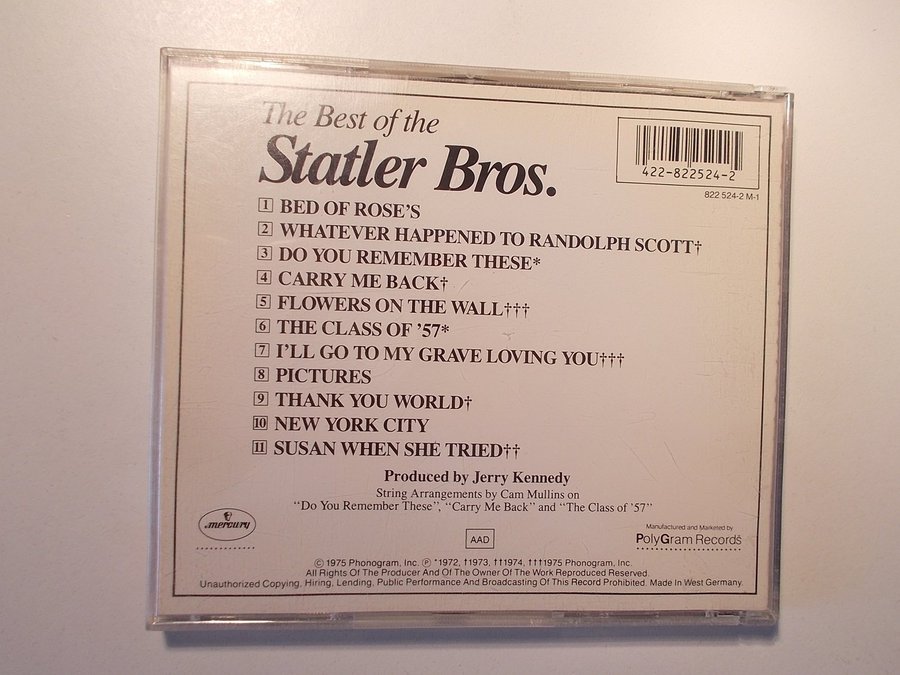 The Best of the
Statler Bros.
422-822524-2
822 524-2 M-1
1 BED OF ROSE'S
2 WHATEVER HAPPENED TO RANDOLPH SCOTT†
3 DO YOU REMEMBER THESE*
4 CARRY ME BACK†
5 FLOWERS ON THE WALL†††
6 THE CLASS OF '57*
7 I'LL GO TO MY GRAVE LOVING YOU†††
8 PICTURES
9 THANK YOU WORLD†
10 NEW YORK CITY
11 SUSAN WHEN SHE TRIED††
Produced by Jerry Kennedy
String Arrangements by Cam Mullins on
"Do You Remember These", "Carry Me Back" and "The Class of '57"
mercury
AAD
Manufactured and Marketed by
PolyGram Records
© 1975 Phonogram, Inc. ℗ *1972, †1973, ††1974, †††1975 Phonogram, Inc.
All Rights Of The Producer And Of The Owner Of The Work Reproduced Reserved.
Unauthorized Copying, Hiring, Lending, Public Performance And Broadcasting Of This Record Prohibited. Made In West Germany.